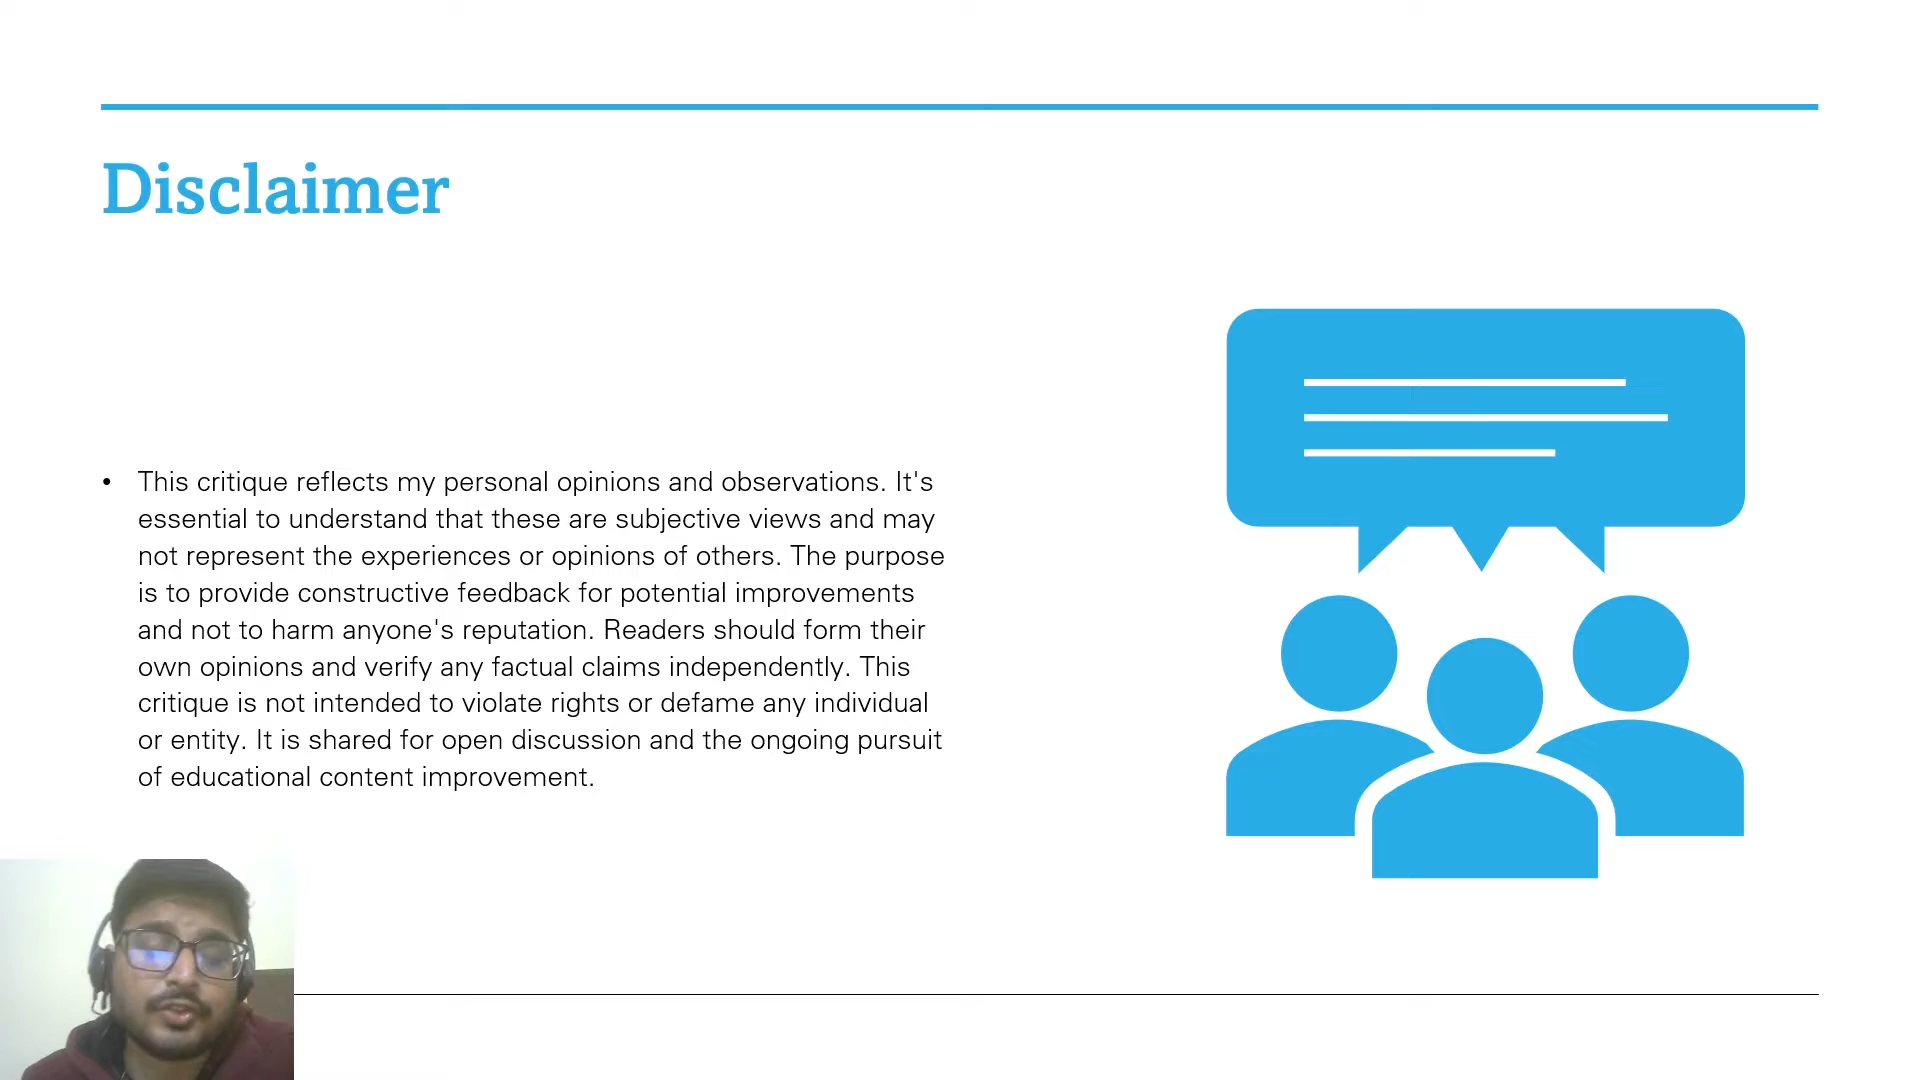 Disclaimer
• This critique reflects my personal opinions and observations. It's
essential to understand that these are subjective views and may
not represent the experiences or opinions of others. The purpose
is to provide constructive feedback for potential improvements
and not to harm anyone's reputation. Readers should form their
own opinions and verify any factual claims independently. This
critique is not intended to violate rights or defame any individual
or entity. It is shared for open discussion and the ongoing pursuit
of educational content improvement.